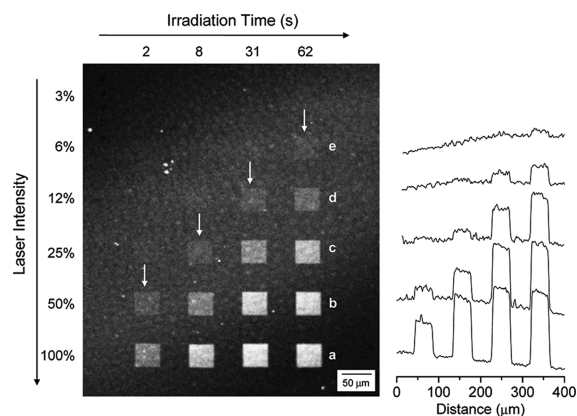 Irradiation Time (s)
2 8 31 62
Laser Intensity
3%
6%
e
12%
d
25%
c
50%
b
100%
a
50 µm
0 100 200 300 400
Distance (µm)